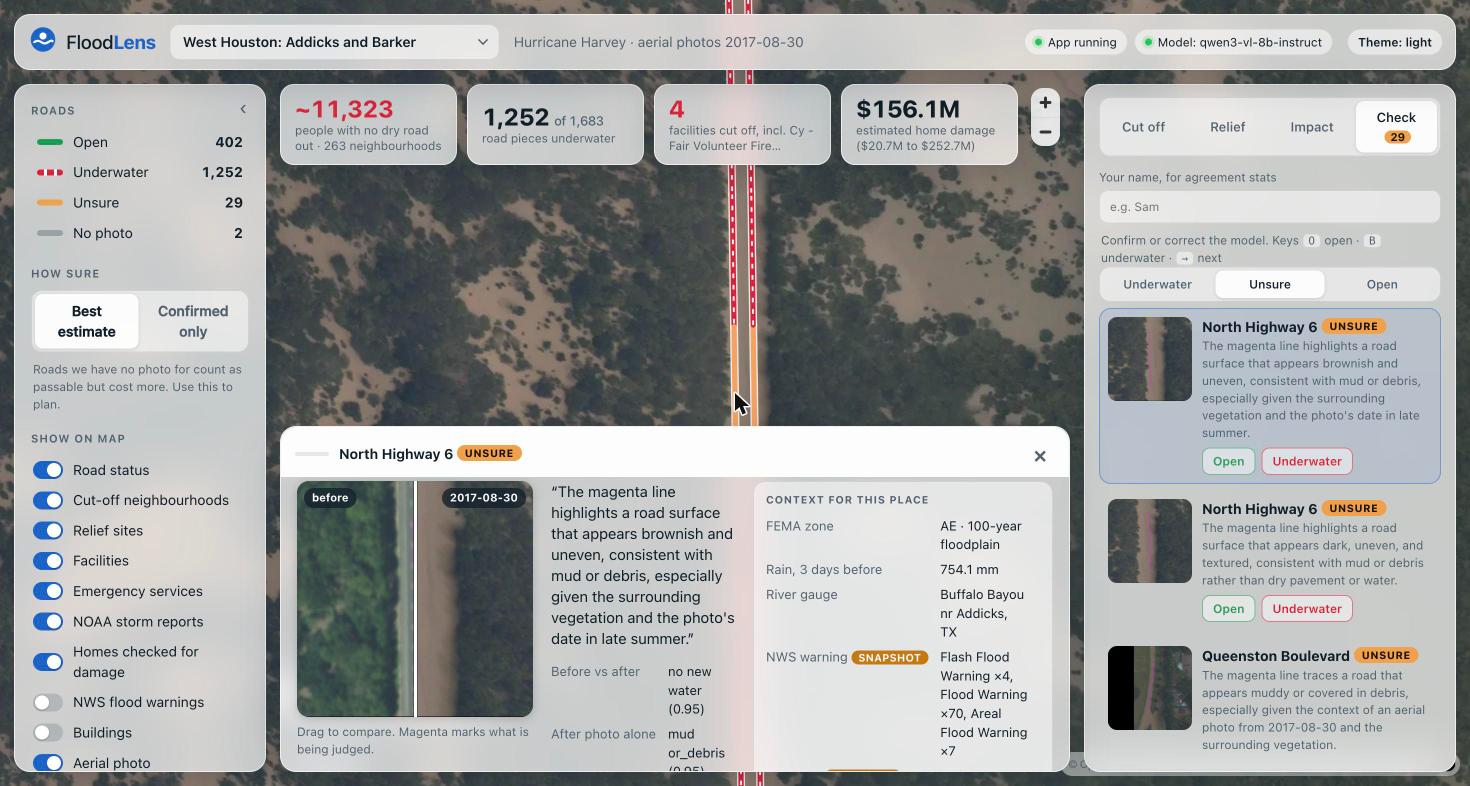 FloodLens
West Houston: Addicks and Barker
Hurricane Harvey · aerial photos 2017-08-30
App running
Model: qwen3-vl-8b-instruct
Theme: light
ROADS
Open 402
Underwater 1,252
Unsure 29
No photo 2
HOW SURE
Best
estimate
Confirmed
only
Roads we have no photo for count as
passable but cost more. Use this to
plan.
SHOW ON MAP
Road status
Cut-off neighbourhoods
Relief sites
Facilities
Emergency services
NOAA storm reports
Homes checked for
damage
NWS flood warnings
Buildings
Aerial photo
~11,323
people with no dry road
out · 263 neighbourhoods
1,252 of 1,683
road pieces underwater
4
facilities cut off, incl. Cy -
Fair Volunteer Fire...
$156.1M
estimated home damage
($20.7M to $252.7M)
+
−
North Highway 6 UNSURE
×
before
2017-08-30
Drag to compare. Magenta marks what is
being judged.
“The magenta line
highlights a road surface
that appears brownish and
uneven, consistent with
mud or debris, especially
given the surrounding
vegetation and the photo's
date in late summer.”
Before vs after no new
water
(0.95)
After photo alone mud
or_debris
(0.95)
CONTEXT FOR THIS PLACE
FEMA zone AE · 100-year
floodplain
Rain, 3 days before 754.1 mm
River gauge Buffalo Bayou
nr Addicks,
TX
NWS warning SNAPSHOT Flash Flood
Warning ×4,
Flood Warning
×70, Areal
Flood Warning
×7
Cut off
Relief
Impact
Check
29
Your name, for agreement stats
e.g. Sam
Confirm or correct the model. Keys O open · B
underwater · → next
Underwater
Unsure
Open
North Highway 6 UNSURE
The magenta line highlights a road
surface that appears brownish and
uneven, consistent with mud or debris,
especially given the surrounding
vegetation and the photo's date in late
summer.
Open
Underwater
North Highway 6 UNSURE
The magenta line highlights a road
surface that appears dark, uneven, and
textured, consistent with mud or debris
rather than dry pavement or water.
Open
Underwater
Queenston Boulevard UNSURE
The magenta line traces a road that
appears muddy or covered in debris,
especially given the context of an aerial
photo from 2017-08-30 and the
surrounding vegetation.